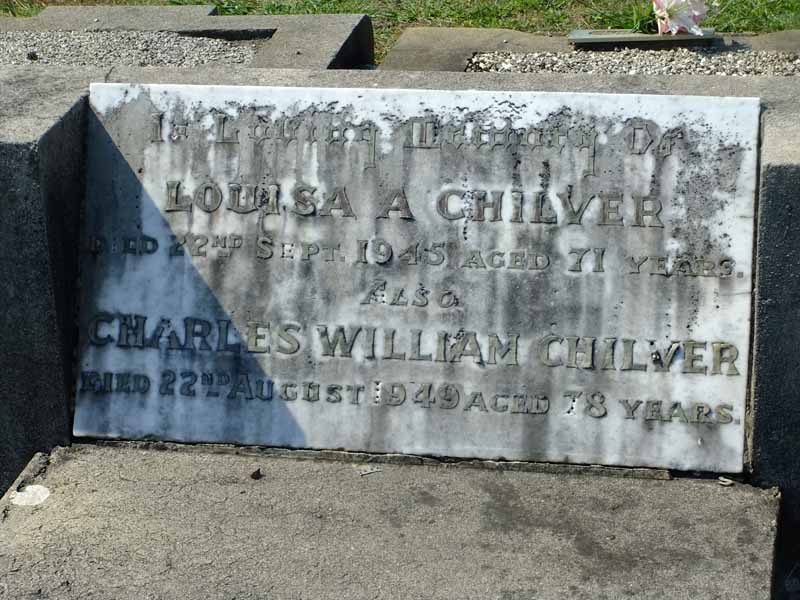 In Loving Memory Of
LOUISA A CHILVER
DIED 22ND SEPT. 1945 AGED 71 YEARS.
ALSO
CHARLES WILLIAM CHILVER
DIED 22ND AUGUST 1949 AGED 78 YEARS.